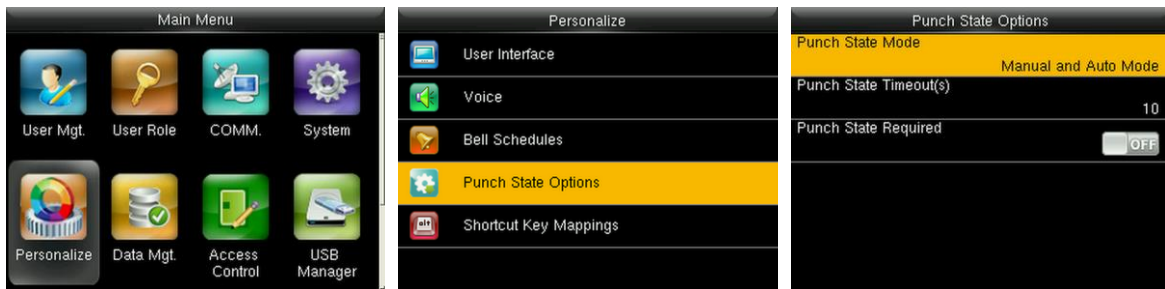 Main Menu
User Mgt.
User Role
COMM.
System
Personalize
Data Mgt.
Access
Control
USB
Manager
Personalize
User Interface
Voice
Bell Schedules
Punch State Options
alt
Shortcut Key Mappings
Punch State Options
Punch State Mode
Manual and Auto Mode
Punch State Timeout(s)
10
Punch State Required
OFF